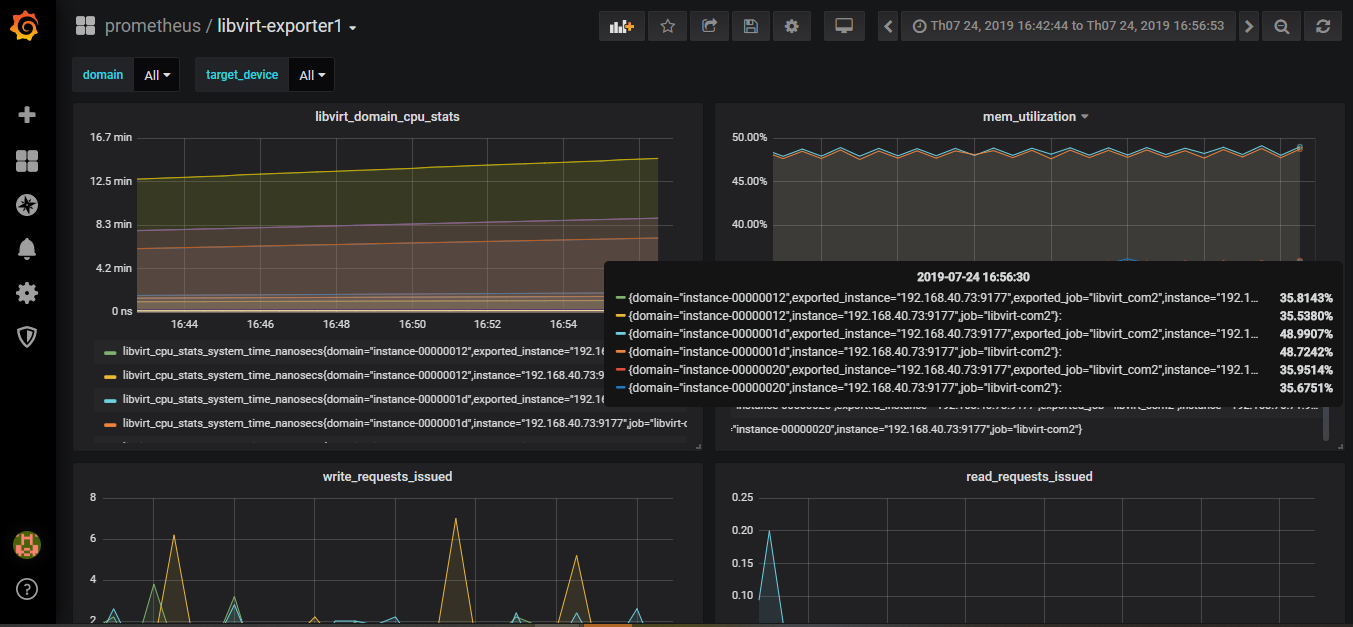 prometheus / libvirt-exporter1
Th07 24, 2019 16:42:44 to Th07 24, 2019 16:56:53
domain All target_device All
libvirt_domain_cpu_stats
16.7 min
12.5 min
8.3 min
4.2 min
0 ns
16:44 16:46 16:48 16:50 16:52 16:54
libvirt_cpu_stats_system_time_nanosecs{domain="instance-00000012",exported_instance="192.16
libvirt_cpu_stats_system_time_nanosecs{domain="instance-00000012",instance="192.168.40.73:9
libvirt_cpu_stats_system_time_nanosecs{domain="instance-0000001d",exported_instance="192.16
libvirt_cpu_stats_system_time_nanosecs{domain="instance-0000001d",instance="192.168.40.73:9177",job="libvirt-c
mem_utilization
50.00%
45.00%
40.00%
2019-07-24 16:56:30
{domain="instance-00000012",exported_instance="192.168.40.73:9177",exported_job="libvirt_com2",instance="192.1... 35.8143%
{domain="instance-00000012",instance="192.168.40.73:9177",job="libvirt-com2"}: 35.5380%
{domain="instance-0000001d",exported_instance="192.168.40.73:9177",exported_job="libvirt_com2",instance="192.1... 48.9907%
{domain="instance-0000001d",instance="192.168.40.73:9177",job="libvirt-com2"}: 48.7242%
{domain="instance-00000020",exported_instance="192.168.40.73:9177",exported_job="libvirt_com2",instance="192.1... 35.9514%
{domain="instance-00000020",instance="192.168.40.73:9177",job="libvirt-com2"}: 35.6751%
="instance-00000020",instance="192.168.40.73:9177",job="libvirt-com2"}
write_requests_issued
8
6
4
2
read_requests_issued
0.25
0.20
0.15
0.10